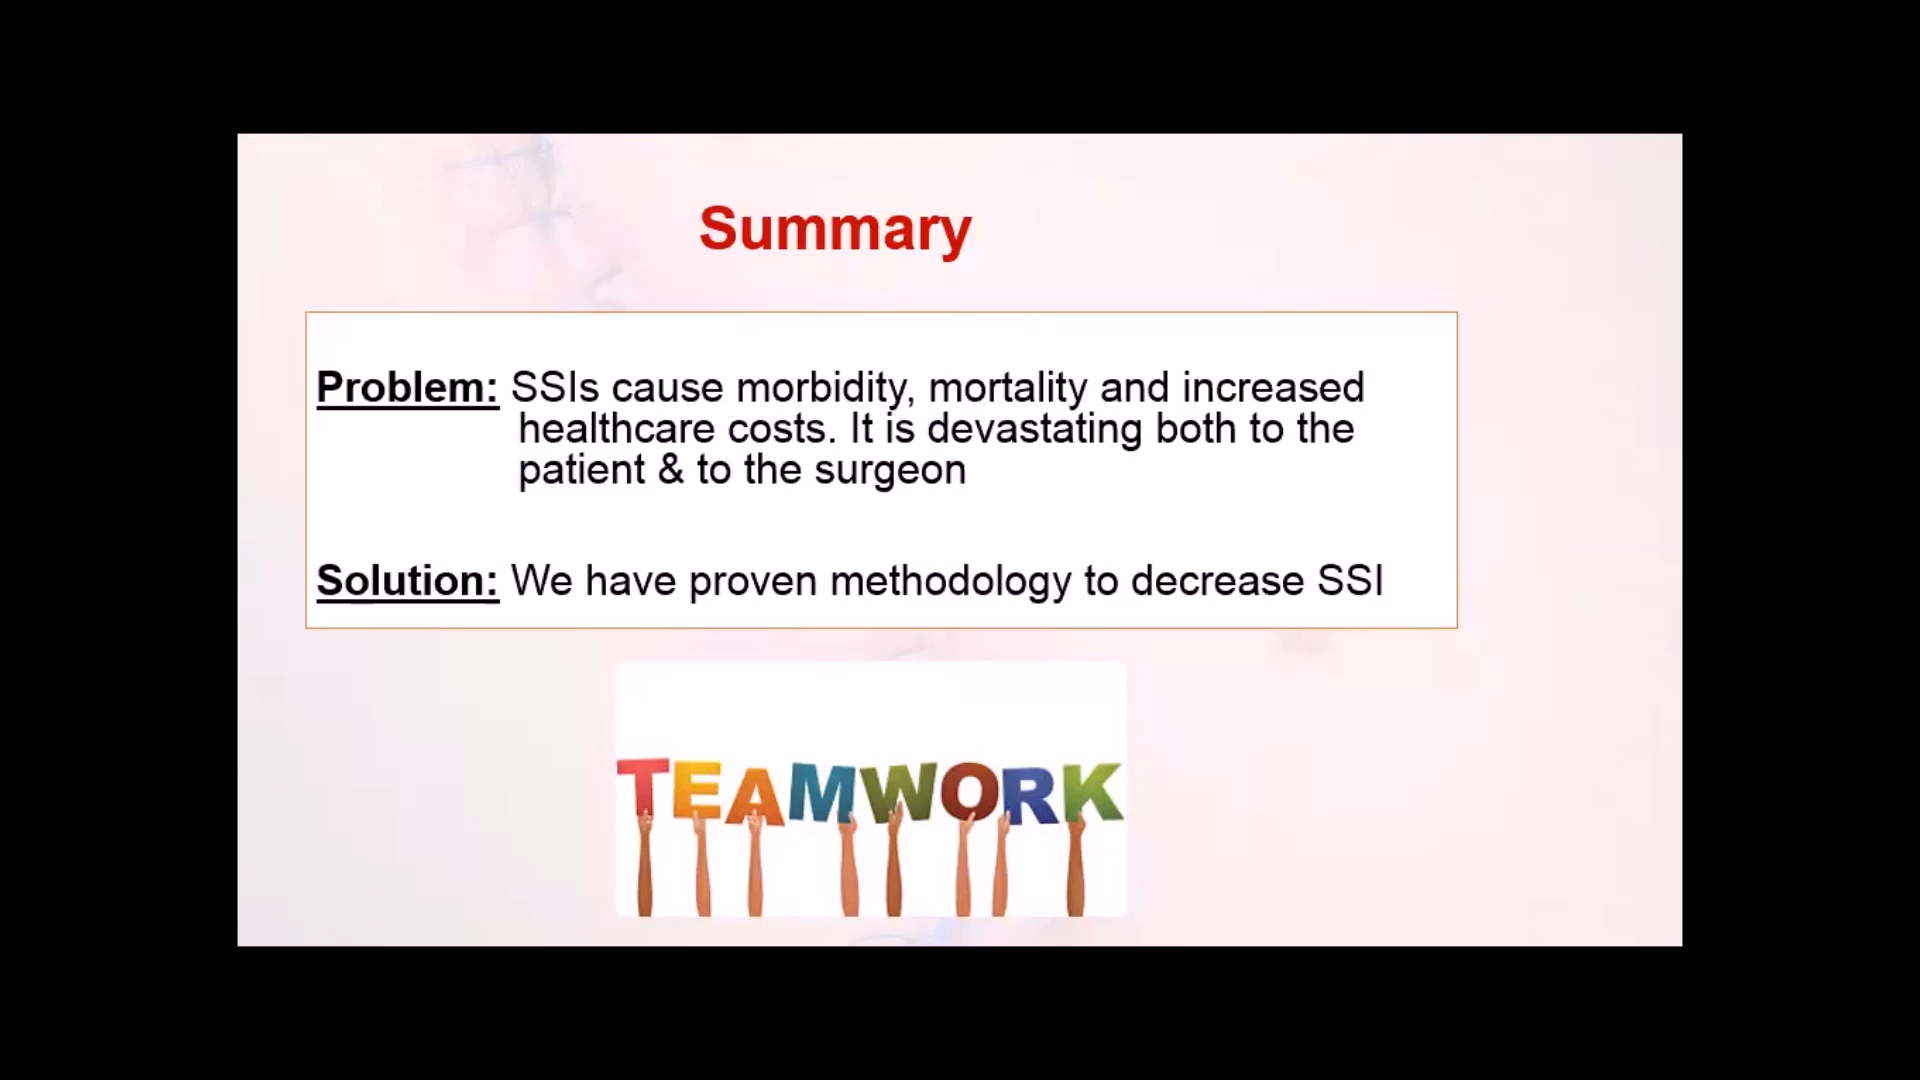 Summary
Problem: SSIs cause morbidity, mortality and increased
healthcare costs. It is devastating both to the
patient & to the surgeon
Solution: We have proven methodology to decrease SSI
TEAMWORK